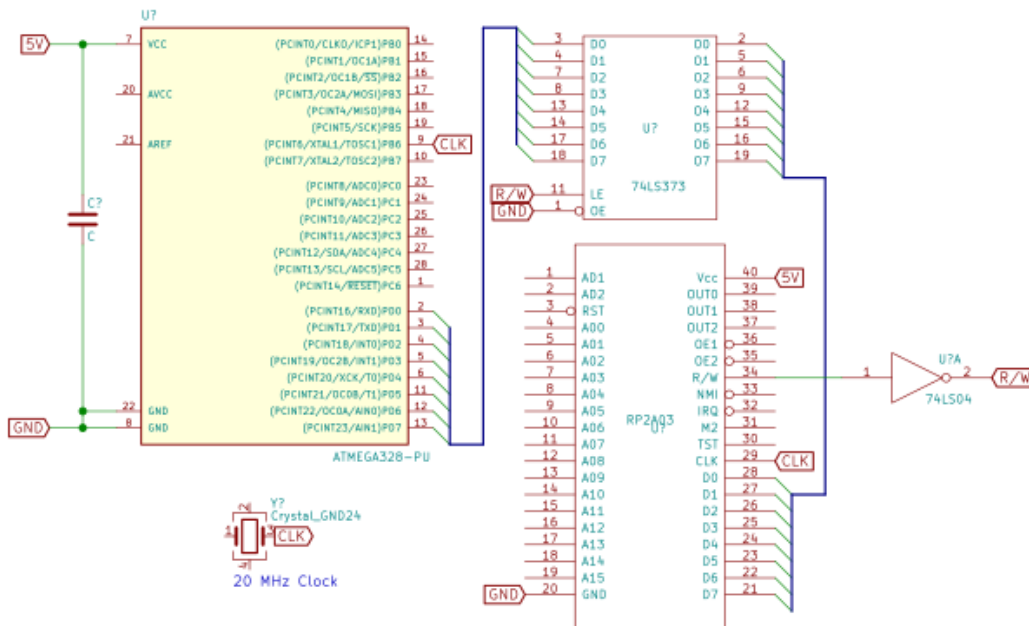 U?
5V
7 VCC
20 AVCC
21 AREF
22 GND
8 GND
GND
C?
C
(PCINT0/CLKO/ICP1)PB0 14
(PCINT1/OC1A)PB1 15
(PCINT2/OC1B/SS)PB2 16
(PCINT3/OC2A/MOSI)PB3 17
(PCINT4/MISO)PB4 18
(PCINT5/SCK)PB5 19
(PCINT6/XTAL1/TOSC1)PB6 9 CLK
(PCINT7/XTAL2/TOSC2)PB7 10
(PCINT8/ADC0)PC0 23
(PCINT9/ADC1)PC1 24
(PCINT10/ADC2)PC2 25
(PCINT11/ADC3)PC3 26
(PCINT12/SDA/ADC4)PC4 27
(PCINT13/SCL/ADC5)PC5 28
(PCINT14/RESET)PC6 1
(PCINT16/RXD)PD0 2
(PCINT17/TXD)PD1 3
(PCINT18/INT0)PD2 4
(PCINT19/OC2B/INT1)PD3 5
(PCINT20/XCK/T0)PD4 6
(PCINT21/OC0B/T1)PD5 11
(PCINT22/OC0A/AIN0)PD6 12
(PCINT23/AIN1)PD7 13
ATMEGA328-PU
Y?
Crystal_GND24
2
1 3 CLK
4
20 MHz Clock
3 D0 O0 2
4 D1 O1 5
7 D2 O2 6
8 D3 O3 9
13 D4 O4 12
14 D5 O5 15
17 D6 O6 16
18 D7 O7 19
U?
74LS373
R/W 11 LE
GND 1 OE
1 AD1 Vcc 40 5V
2 AD2 OUT0 39
3 RST OUT1 38
4 A00 OUT2 37
5 A01 OE1 36
6 A02 OE2 35
7 A03 R/W 34
8 A04 NMI 33
9 A05 IRQ 32
10 A06 M2 31
11 A07 TST 30
12 A08 CLK 29 CLK
13 A09 D0 28
14 A10 D1 27
15 A11 D2 26
16 A12 D3 25
17 A13 D4 24
18 A14 D5 23
19 A15 D6 22
GND 20 GND D7 21
RP2A03
U?
U?A
1 2 R/W
74LS04